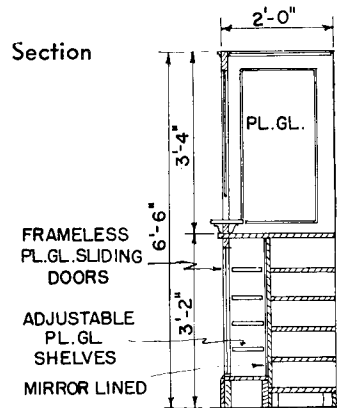 2'-0"
Section
PL.GL.
3'-4"
6'-6"
FRAMELESS
PL.GL.SLIDING
DOORS
3'-2"
ADJUSTABLE
PL.GL
SHELVES
MIRROR LINED